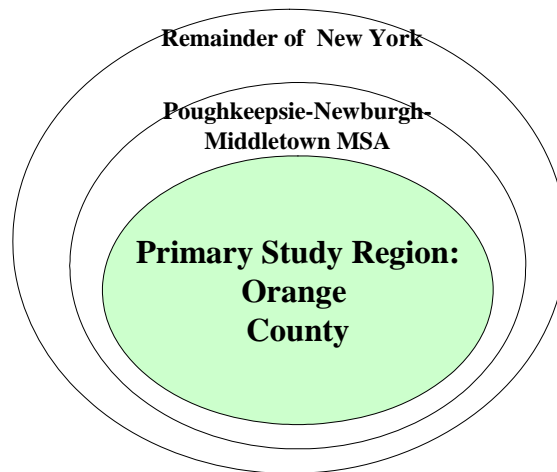 Remainder of New York
Poughkeepsie-Newburgh-
Middletown MSA
Primary Study Region:
Orange
County